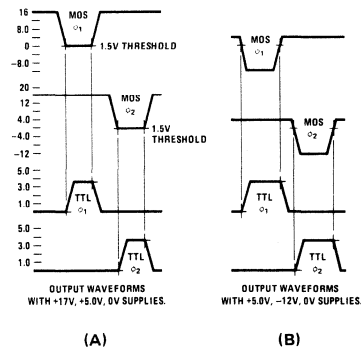 16
8.0
0
-8.0
MOS
ϕ1
1.5V THRESHOLD
20
12
4.0
-4.0
-12
MOS
ϕ2
1.5V
THRESHOLD
5.0
3.0
1.0
TTL
ϕ1
5.0
3.0
1.0
TTL
ϕ2
OUTPUT WAVEFORMS
WITH +17V, +5.0V, 0V SUPPLIES.
(A)
MOS
ϕ1
MOS
ϕ2
TTL
ϕ1
TTL
ϕ2
OUTPUT WAVEFORMS
WITH +5.0V, -12V, 0V SUPPLIES.
(B)